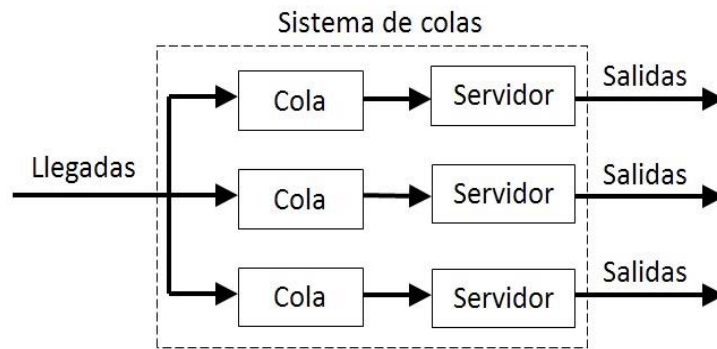 Sistema de colas
Llegadas
Cola
Servidor
Salidas
Cola
Servidor
Salidas
Cola
Servidor
Salidas